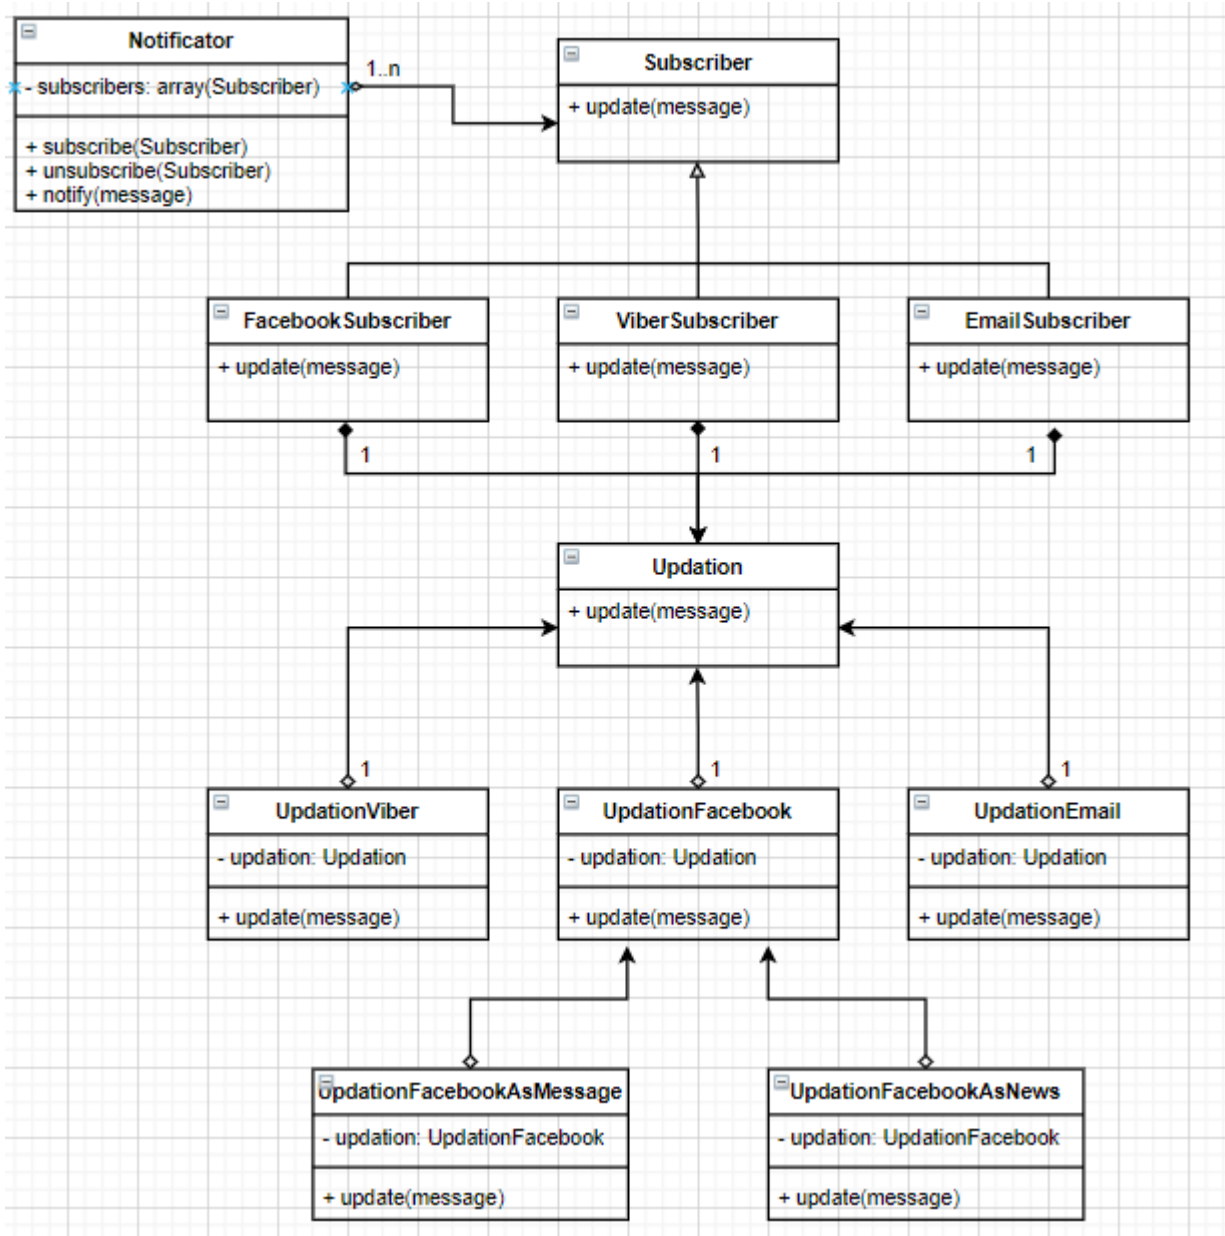 Notificator
- subscribers: array(Subscriber)
+ subscribe(Subscriber)
+ unsubscribe(Subscriber)
+ notify(message)
1..n
Subscriber
+ update(message)
FacebookSubscriber
+ update(message)
ViberSubscriber
+ update(message)
EmailSubscriber
+ update(message)
1
1
1
Updation
+ update(message)
1
1
1
UpdationViber
- updation: Updation
+ update(message)
UpdationFacebook
- updation: Updation
+ update(message)
UpdationEmail
- updation: Updation
+ update(message)
UpdationFacebookAsMessage
- updation: UpdationFacebook
+ update(message)
UpdationFacebookAsNews
- updation: UpdationFacebook
+ update(message)